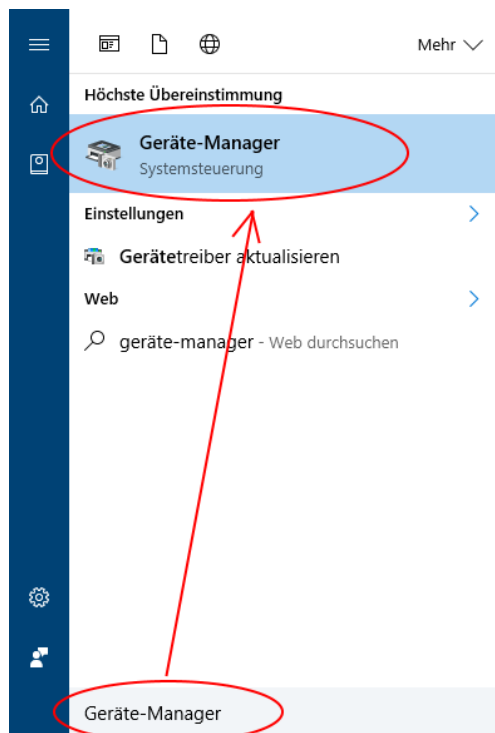 Mehr
Höchste Übereinstimmung
Geräte-Manager
Systemsteuerung
Einstellungen
Gerätetreiber aktualisieren
Web
geräte-manager - Web durchsuchen
Geräte-Manager